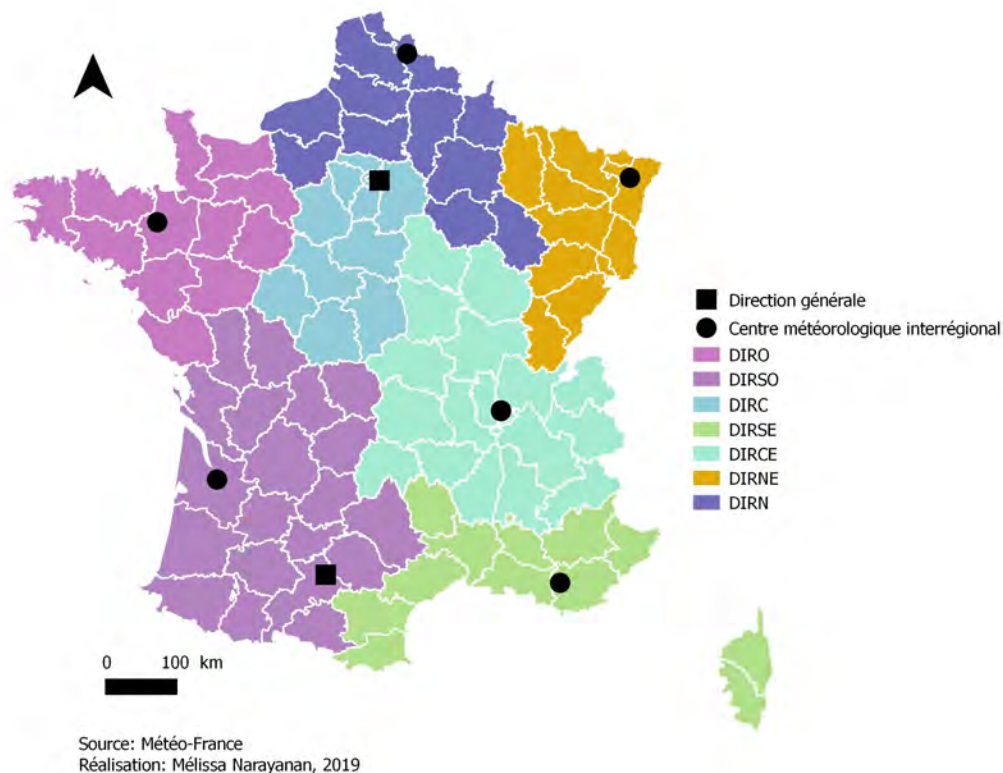 Direction générale
Centre météorologique interrégional
DIRO
DIRSO
DIRC
DIRSE
DIRCE
DIRNE
DIRN
0 100 km
Source: Météo-France
Réalisation: Mélissa Narayanan, 2019